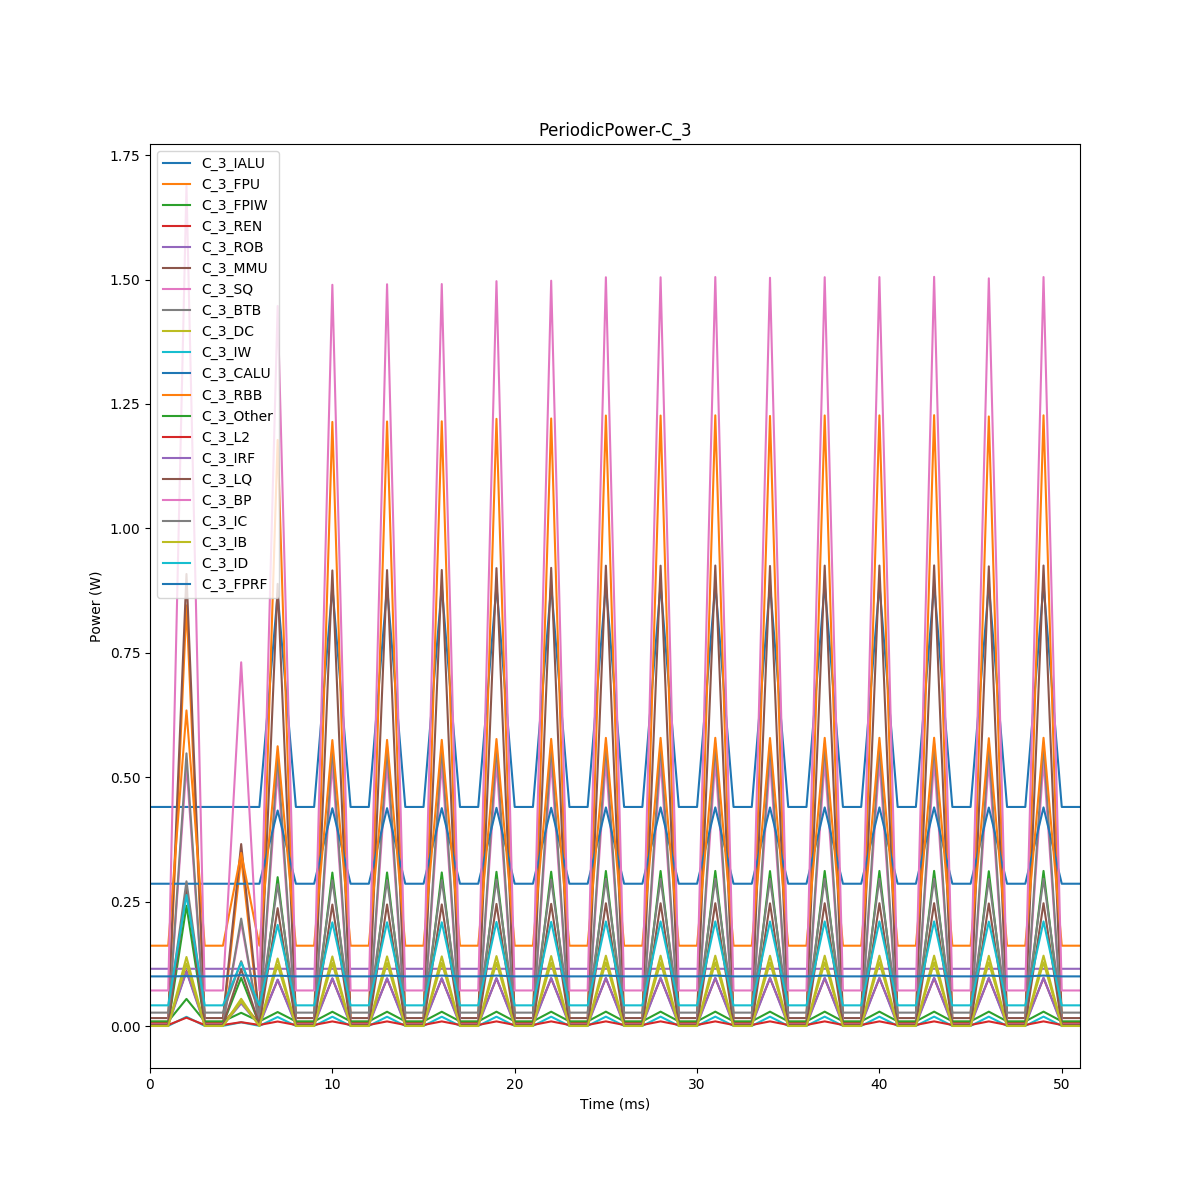 PeriodicPower-C_3
1.75
1.50
1.25
1.00
0.75
0.50
0.25
0.00
Power (W)
C_3_IALU
C_3_FPU
C_3_FPIW
C_3_REN
C_3_ROB
C_3_MMU
C_3_SQ
C_3_BTB
C_3_DC
C_3_IW
C_3_CALU
C_3_RBB
C_3_Other
C_3_L2
C_3_IRF
C_3_LQ
C_3_BP
C_3_IC
C_3_IB
C_3_ID
C_3_FPRF
0 10 20 30 40 50
Time (ms)